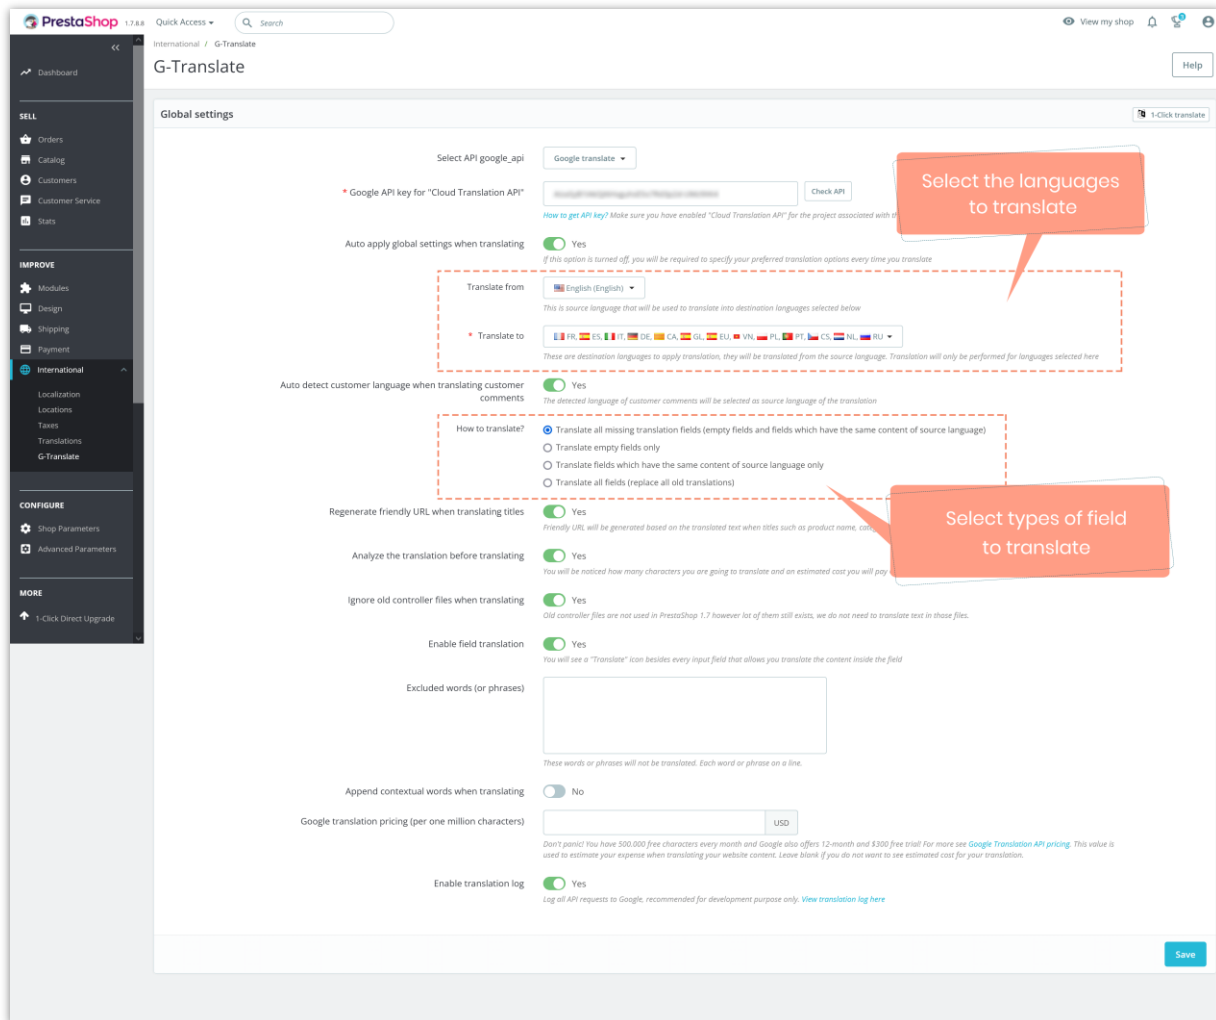 PrestaShop 1.7.8.8 Quick Access Search View my shop
International / G-Translate
G-Translate
Help
Dashboard
SELL
Orders
Catalog
Customers
Customer Service
Stats
IMPROVE
Modules
Design
Shipping
Payment
International
Localization
Locations
Taxes
Translations
G-Translate
CONFIGURE
Shop Parameters
Advanced Parameters
MORE
1-Click Direct Upgrade
Global settings
1-Click translate
Select API google_api Google translate
* Google API key for "Cloud Translation API" Check API
How to get API key? Make sure you have enabled "Cloud Translation API" for the project associated with
Select the languages
to translate
Auto apply global settings when translating Yes
If this option is turned off, you will be required to specify your preferred translation options every time you translate
Translate from English (English)
This is source language that will be used to translate into destination languages selected below
* Translate to FR, ES, IT, DE, CA, GL, EU, VN, PL, PT, CS, NL, RU
These are destination languages to apply translation, they will be translated from the source language. Translation will only be performed for languages selected here
Auto detect customer language when translating customer
comments
Yes
The detected language of customer comments will be selected as source language of the translation
How to translate? Translate all missing translation fields (empty fields and fields which have the same content of source language)
Translate empty fields only
Translate fields which have the same content of source language only
Translate all fields (replace all old translations)
Select types of field
to translate
Regenerate friendly URL when translating titles Yes
Friendly URL will be generated based on the translated text when titles such as product name,
Analyze the translation before translating Yes
You will be noticed how many characters you are going to translate and an estimated cost you will pay
Ignore old controller files when translating Yes
Old controller files are not used in PrestaShop 1.7 however lot of them still exists, we do not need to translate text in those files.
Enable field translation Yes
You will see a "Translate" icon besides every input field that allows you translate the content inside the field
Excluded words (or phrases)
These words or phrases will not be translated. Each word or phrase on a line.
Append contextual words when translating No
Google translation pricing (per one million characters) USD
Don't panic! You have 500.000 free characters every month and Google also offers 12-month and $300 free trial! For more see Google Translation API pricing. This value is
used to estimate your expense when translating your website content. Leave blank if you do not want to see estimated cost for your translation.
Enable translation log Yes
Log all API requests to Google, recommended for development purpose only. View translation log here
Save